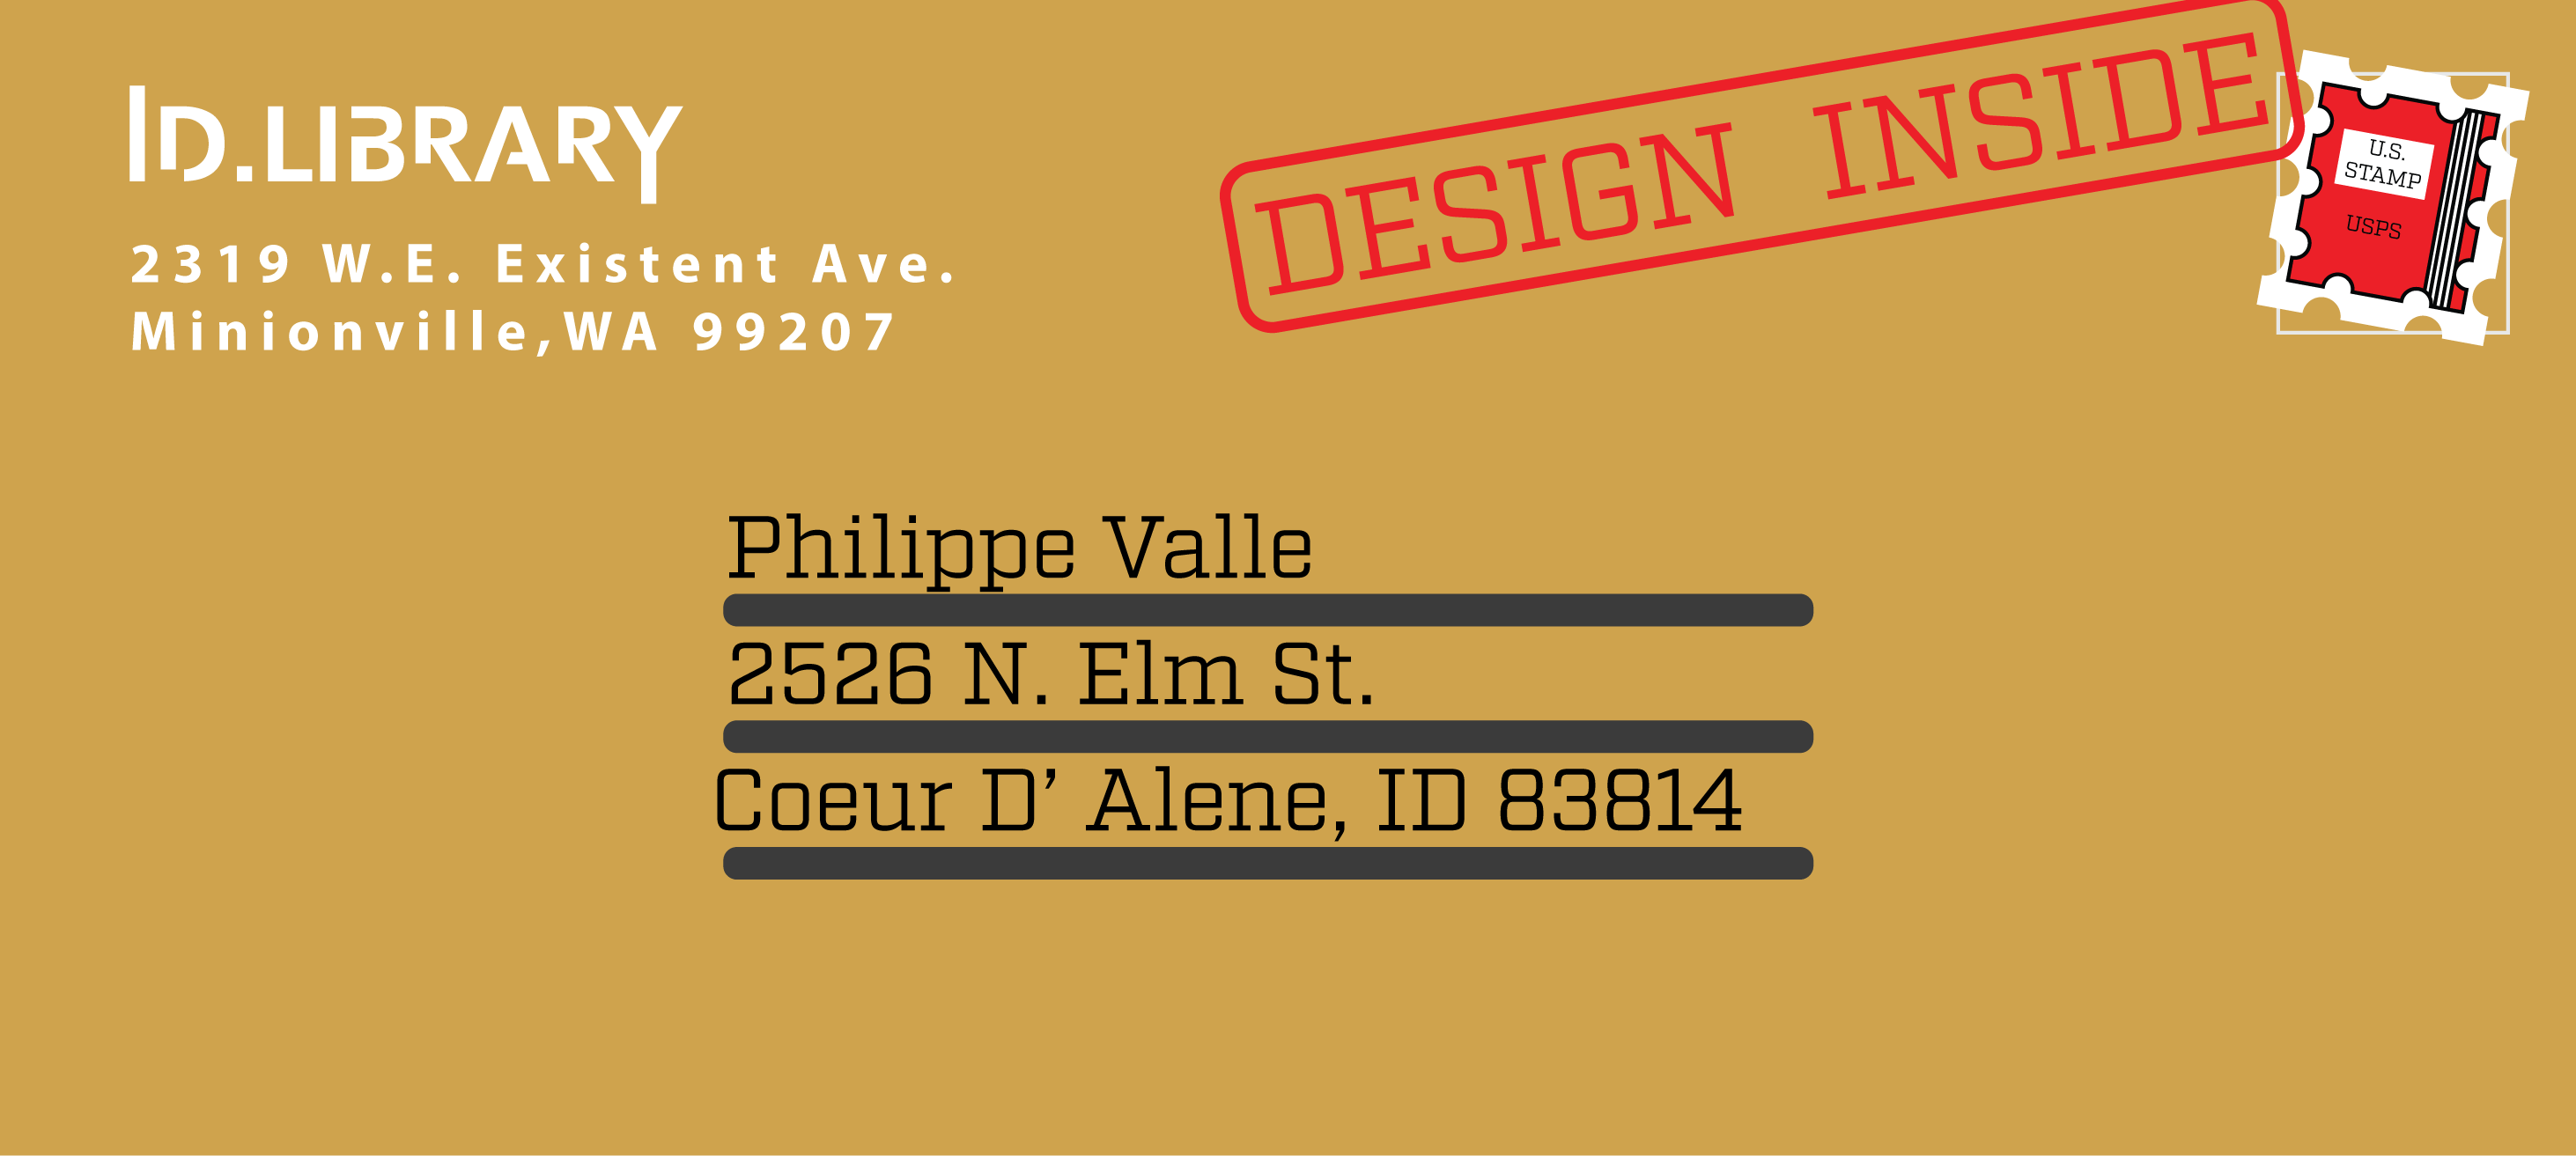 ID.LIBRARY
2319 W.E. Existent Ave.
Minionville,WA 99207
DESIGN INSIDE
U.S.
STAMP
USPS
Philippe Valle
2526 N. Elm St.
Coeur D’ Alene, ID 83814